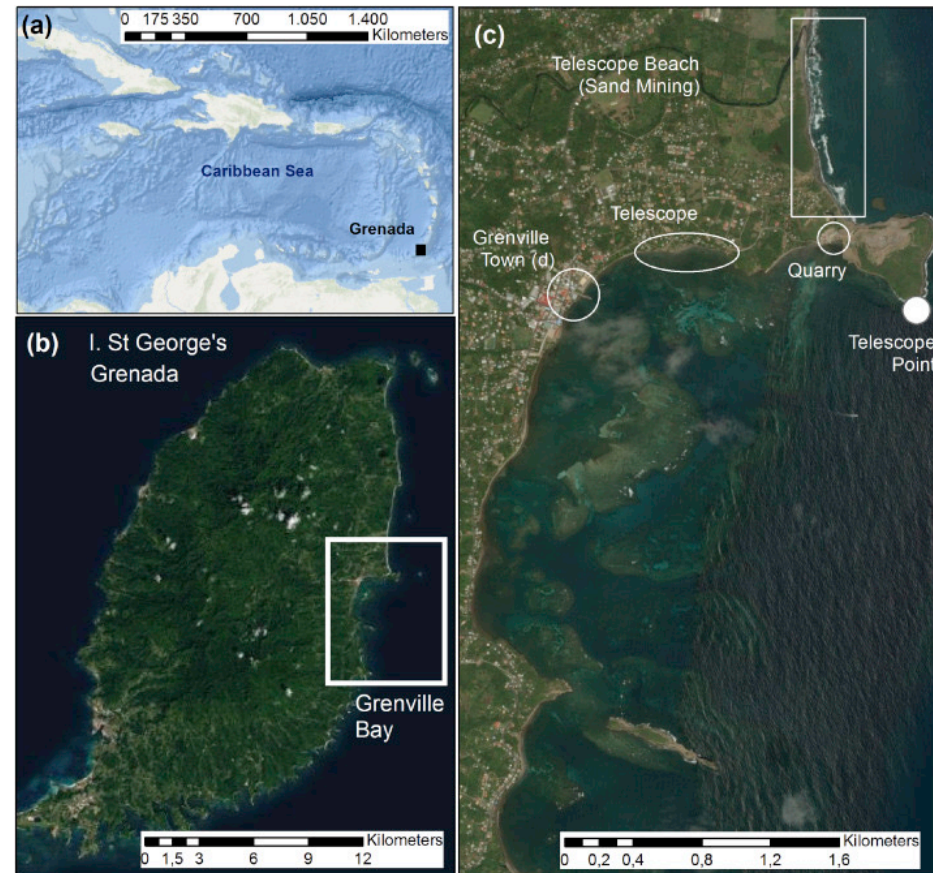 (a)
0 175 350 700 1.050 1.400
Kilometers
Caribbean Sea
Grenada
(b)
I. St George's
Grenada
Grenville
Bay
Kilometers
0 1,5 3 6 9 12
(c)
Telescope Beach
(Sand Mining)
Telescope
Grenville
Town (d)
Quarry
Telescope
Point
Kilometers
0 0,2 0,4 0,8 1,2 1,6